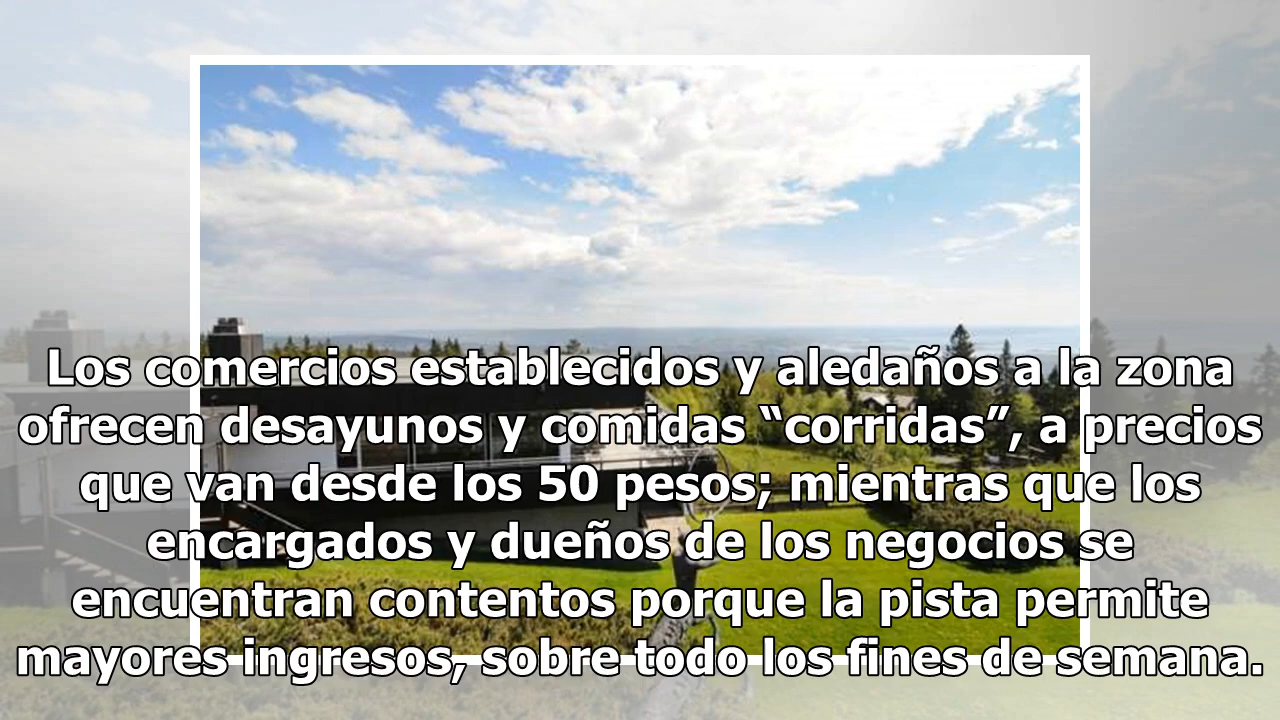 Los comercios establecidos y aledaños a la zona
ofrecen desayunos y comidas “corridas”, a precios
que van desde los 50 pesos; mientras que los
encargados y dueños de los negocios se
encuentran contentos porque la pista permite
mayores ingresos, sobre todo los fines de semana.